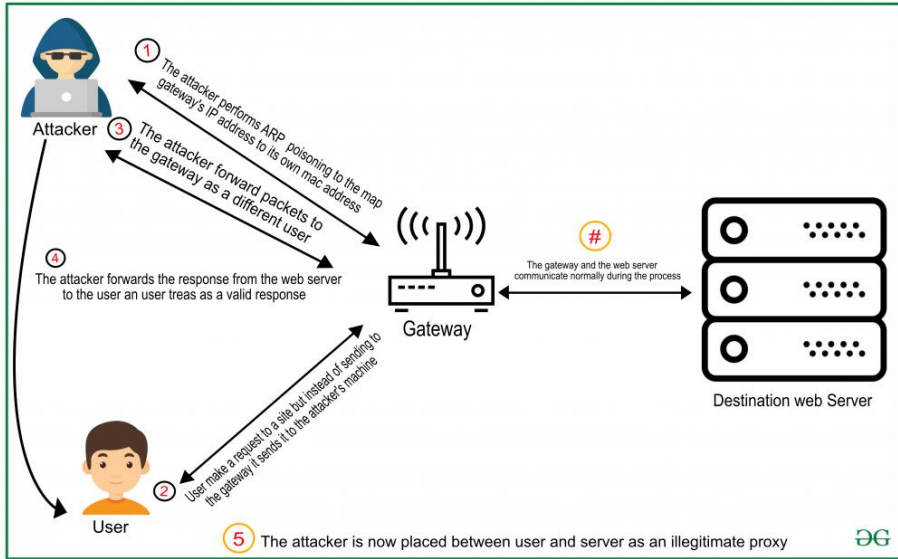 1
The attacker performs ARP poisoning to the map
gateway's IP address to its own mac address
Attacker
3
The attacker forward packets to
the gateway as a different user
4
The attacker forwards the response from the web server
to the user an user treas as a valid response
#
The gateway and the web server
communicate normally during the process
Gateway
Destination web Server
2
User make a request to a site but instead of sending to
the gateway it sends it to the attacker's machine
User
5 The attacker is now placed between user and server as an illegitimate proxy